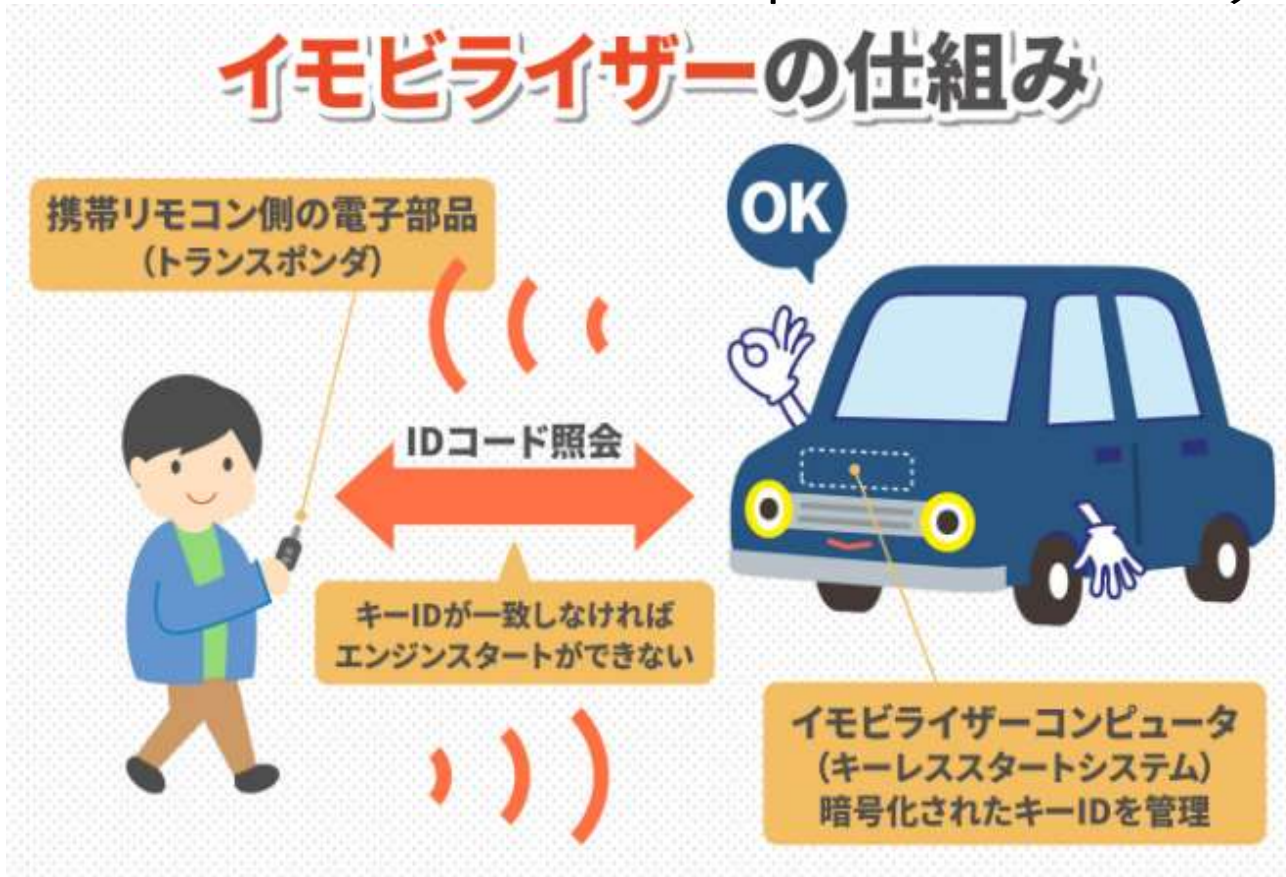 イモビライザーの仕組み
携帯リモコン側の電子部品
（トランスポンダ）
OK
IDコード照会
キーIDが一致しなければ
エンジンスタートができない
イモビライザーコンピュータ
（キーレススタートシステム）
暗号化されたキーIDを管理